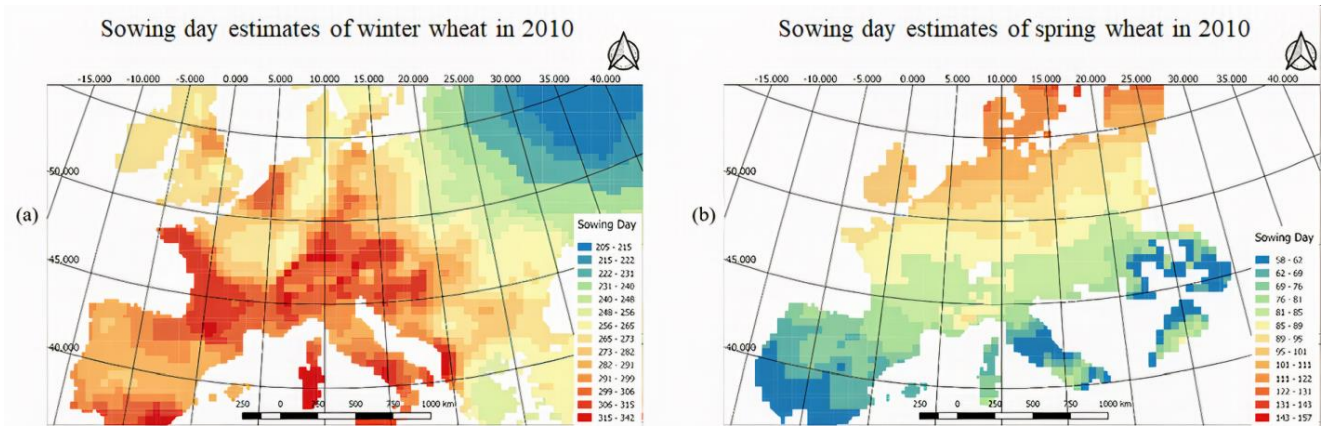 Sowing day estimates of winter wheat in 2010
-15.000 -10.000 0.000 5.000 10.000 15.000 20.000 25.000 30.000 35.000 40.000
50.000
45.000
40.000
(a)
Sowing Day
205 - 215
215 - 222
222 - 231
231 - 240
240 - 248
248 - 256
256 - 265
265 - 273
273 - 282
282 - 291
291 - 299
299 - 306
306 - 315
315 - 342
250 0 250 500 750 1000 km
Sowing day estimates of spring wheat in 2010
-15.000 -10.000 -5.000 0.000 5.000 10.000 15.000 20.000 25.000 30.000 35.000 40.000
50.000
45.000
40.000
(b)
Sowing Day
58 - 62
62 - 69
69 - 76
76 - 81
81 - 85
85 - 89
89 - 95
95 - 101
101 - 111
111 - 122
122 - 131
131 - 143
143 - 157
250 0 250 500 750 1000 km